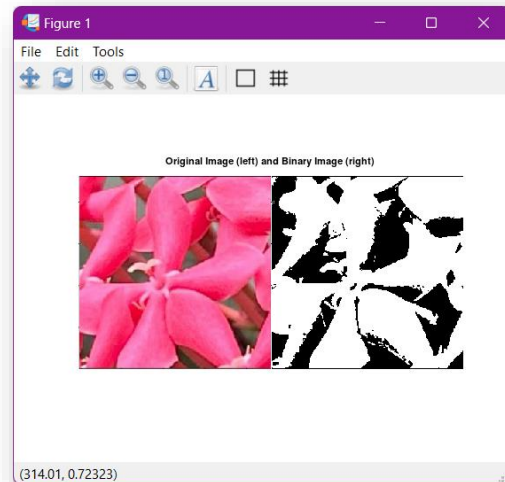 Figure 1
File Edit Tools
A
Original Image (left) and Binary Image (right)
(314.01, 0.72323)